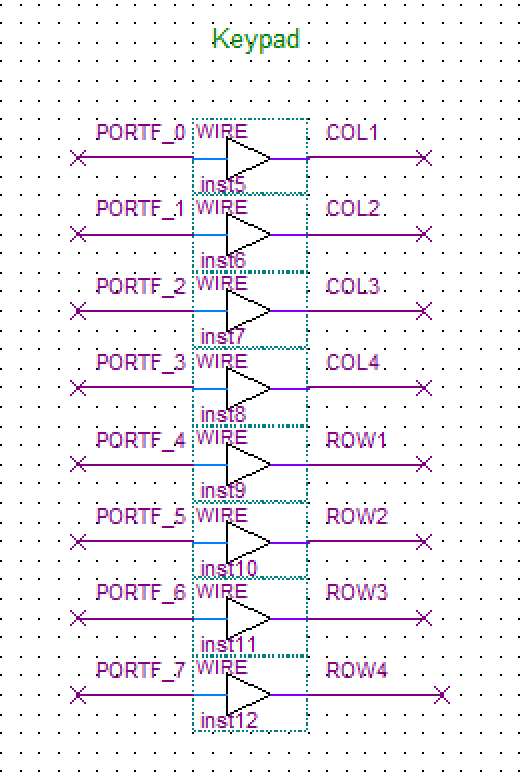 Keypad
PORTF_0 WIRE COL1
inst5
PORTF_1 WIRE COL2
inst6
PORTF_2 WIRE COL3
inst7
PORTF_3 WIRE COL4
inst8
PORTF_4 WIRE ROW1
inst9
PORTF_5 WIRE ROW2
inst10
PORTF_6 WIRE ROW3
inst11
PORTF_7 WIRE ROW4
inst12